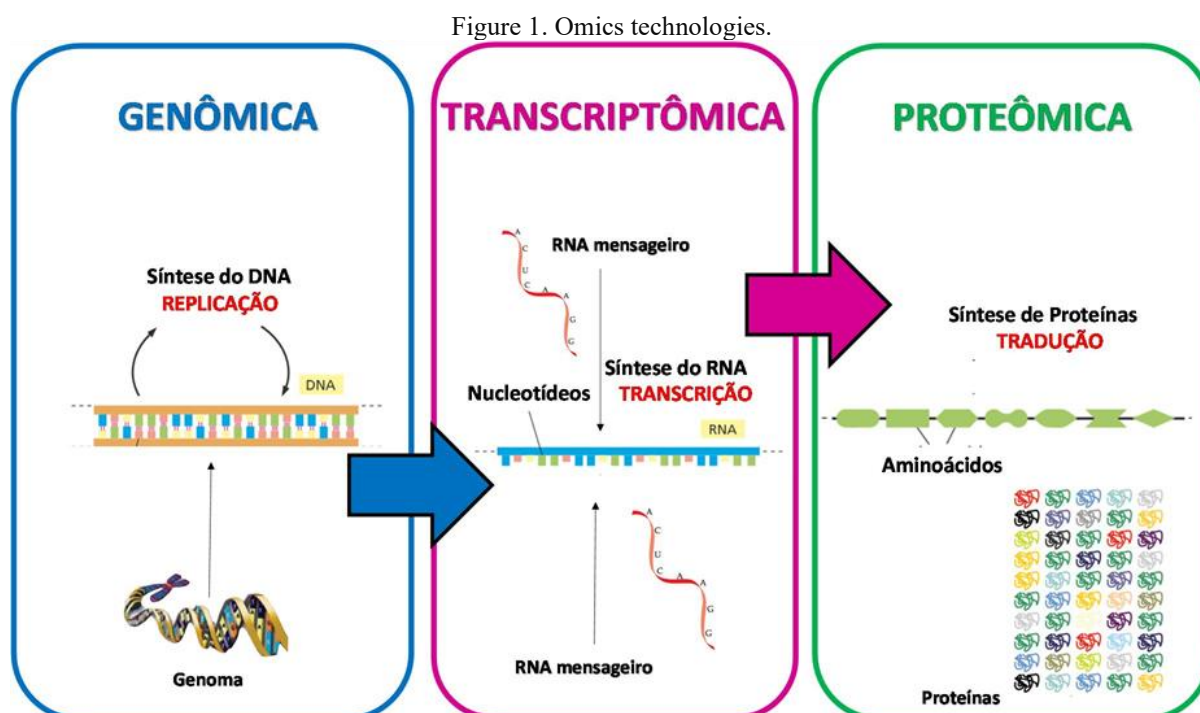 Figure 1. Omics technologies.
GENÔMICA
Síntese do DNA
REPLICAÇÃO
DNA
Genoma
TRANSCRIPTÔMICA
A
C
U
C
A
A
G
G
RNA mensageiro
Síntese do RNA
TRANSCRIÇÃO
Nucleotídeos
RNA
A
C
U
C
A
A
G
G
RNA mensageiro
PROTEÔMICA
Síntese de Proteínas
TRADUÇÃO
Aminoácidos
Proteínas